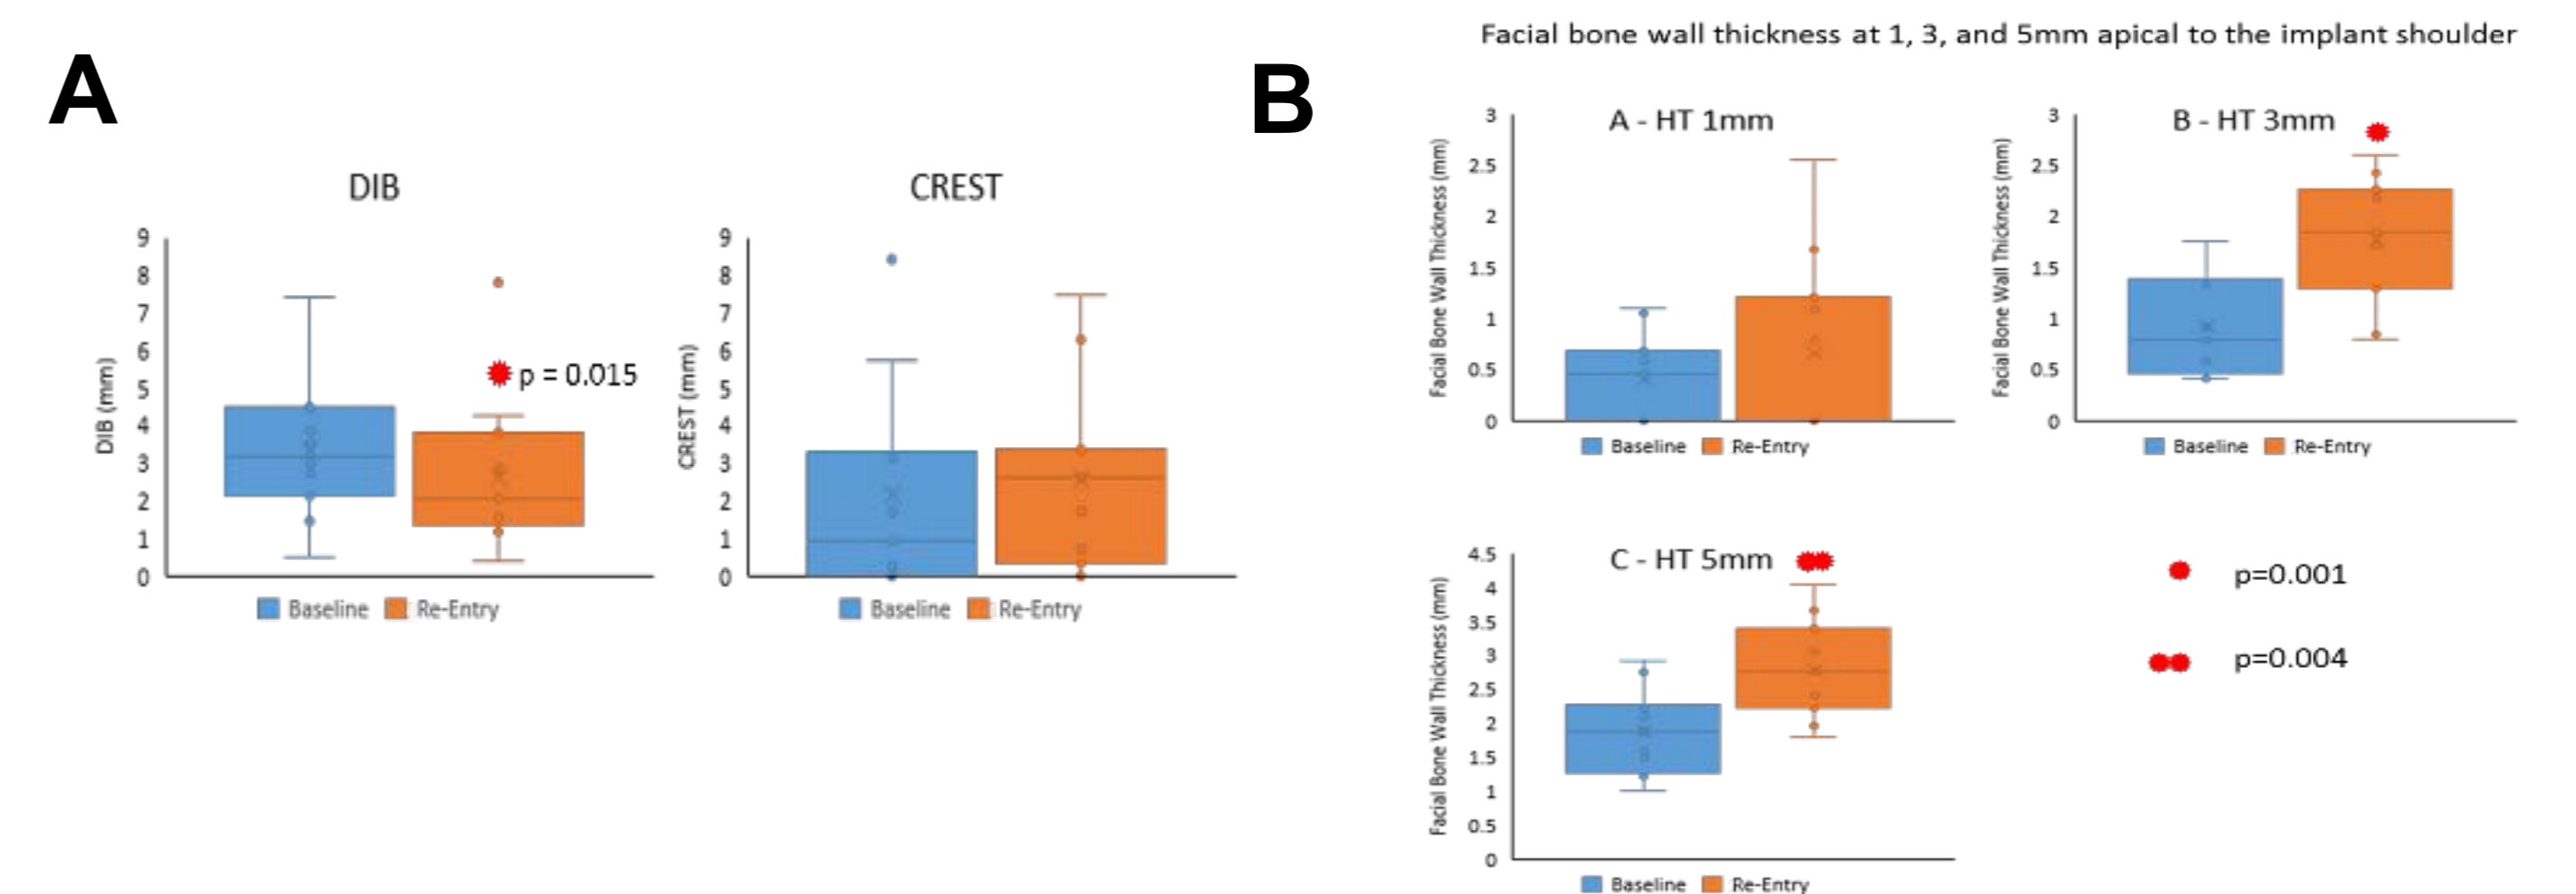 A
DIB
DIB (mm)
9
8
7
6
5
4
3
2
1
0
p = 0.015
Baseline
Re-Entry
CREST
CREST (mm)
9
8
7
6
5
4
3
2
1
0
Baseline
Re-Entry
B
Facial bone wall thickness at 1, 3, and 5mm apical to the implant shoulder
A - HT 1mm
Facial Bone Wall Thickness (mm)
3
2.5
2
1.5
1
0.5
0
Baseline
Re-Entry
B - HT 3mm
Facial Bone Wall Thickness (mm)
3
2.5
2
1.5
1
0.5
0
Baseline
Re-Entry
C - HT 5mm
Facial Bone Wall Thickness (mm)
4.5
4
3.5
3
2.5
2
1.5
1
0.5
0
Baseline
Re-Entry
p=0.001
p=0.004